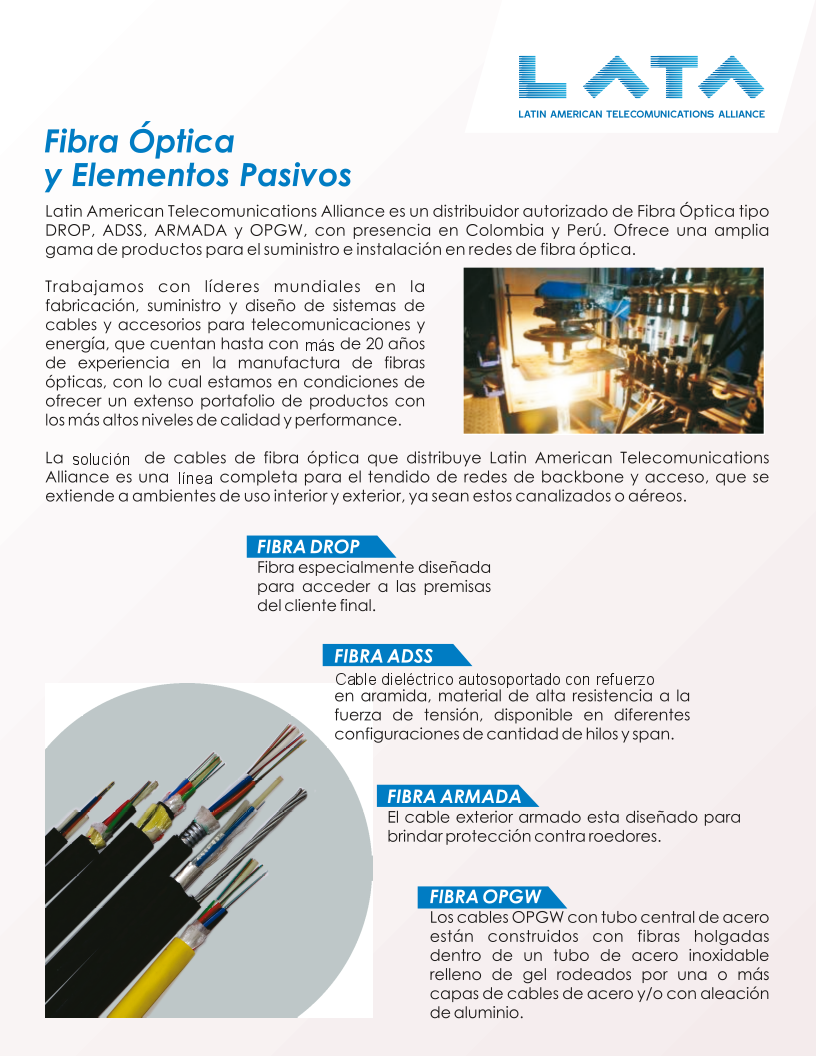 LATA
LATIN AMERICAN TELECOMUNICATIONS ALLIANCE
Fibra Óptica
y Elementos Pasivos
Latin American Telecomunications Alliance es un distribuidor autorizado de Fibra Óptica tipo
DROP, ADSS, ARMADA y OPGW, con presencia en Colombia y Perú. Ofrece una amplia
gama de productos para el suministro e instalación en redes de fibra óptica.
Trabajamos con líderes mundiales en la
fabricación, suministro y diseño de sistemas de
cables y accesorios para telecomunicaciones y
energía, que cuentan hasta con más de 20 años
de experiencia en la manufactura de fibras
ópticas, con lo cual estamos en condiciones de
ofrecer un extenso portafolio de productos con
los más altos niveles de calidad y performance.
La solución de cables de fibra óptica que distribuye Latin American Telecomunications
Alliance es una línea completa para el tendido de redes de backbone y acceso, que se
extiende a ambientes de uso interior y exterior, ya sean estos canalizados o aéreos.
FIBRA DROP
Fibra especialmente diseñada
para acceder a las premisas
del cliente final.
FIBRA ADSS
Cable dieléctrico autosoportado con refuerzo
en aramida, material de alta resistencia a la
fuerza de tensión, disponible en diferentes
configuraciones de cantidad de hilos y span.
FIBRA ARMADA
El cable exterior armado esta diseñado para
brindar protección contra roedores.
FIBRA OPGW
Los cables OPGW con tubo central de acero
están construidos con fibras holgadas
dentro de un tubo de acero inoxidable
relleno de gel rodeados por una o más
capas de cables de acero y/o con aleación
de aluminio.